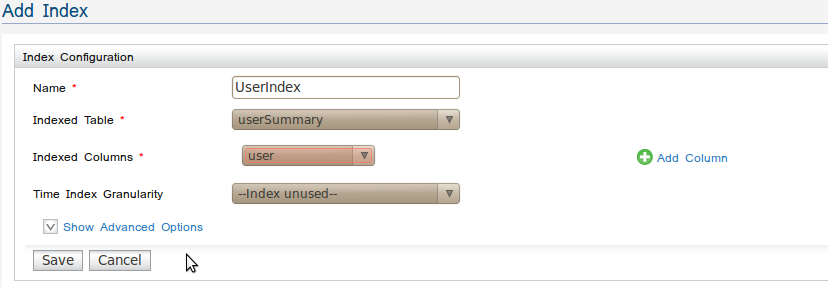 Add Index
Index Configuration
Name * UserIndex
Indexed Table * userSummary
Indexed Columns * user Add Column
Time Index Granularity --Index unused--
Show Advanced Options
Save Cancel